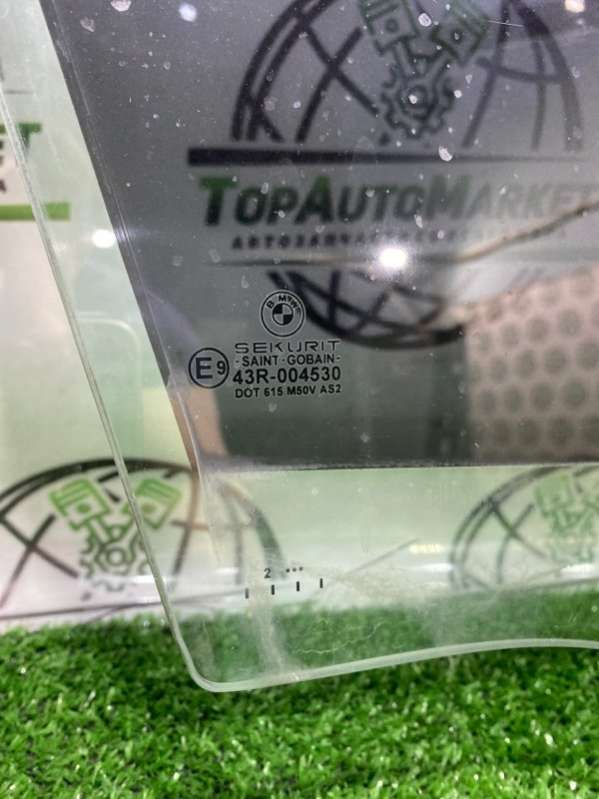 TOPAUTOMARKET
BMW
SEKURIT
-SAINT-GOBAIN-
E9
43R-004530
DOT 615 M50V AS2
2 •••